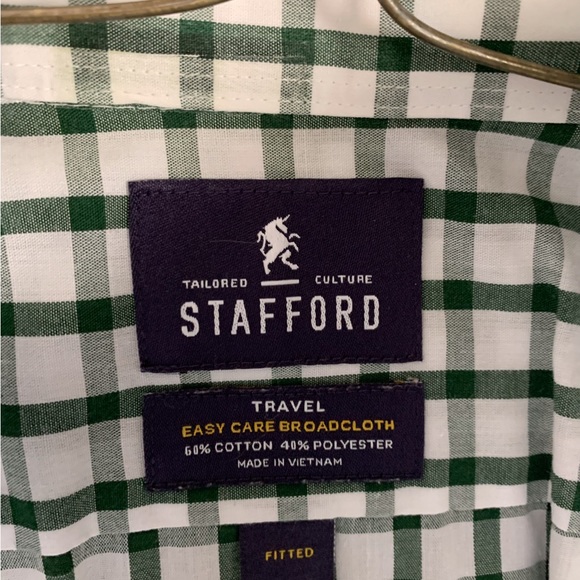 TAILORED CULTURE
STAFFORD
TRAVEL
EASY CARE BROADCLOTH
60% COTTON 40% POLYESTER
MADE IN VIETNAM
FITTED